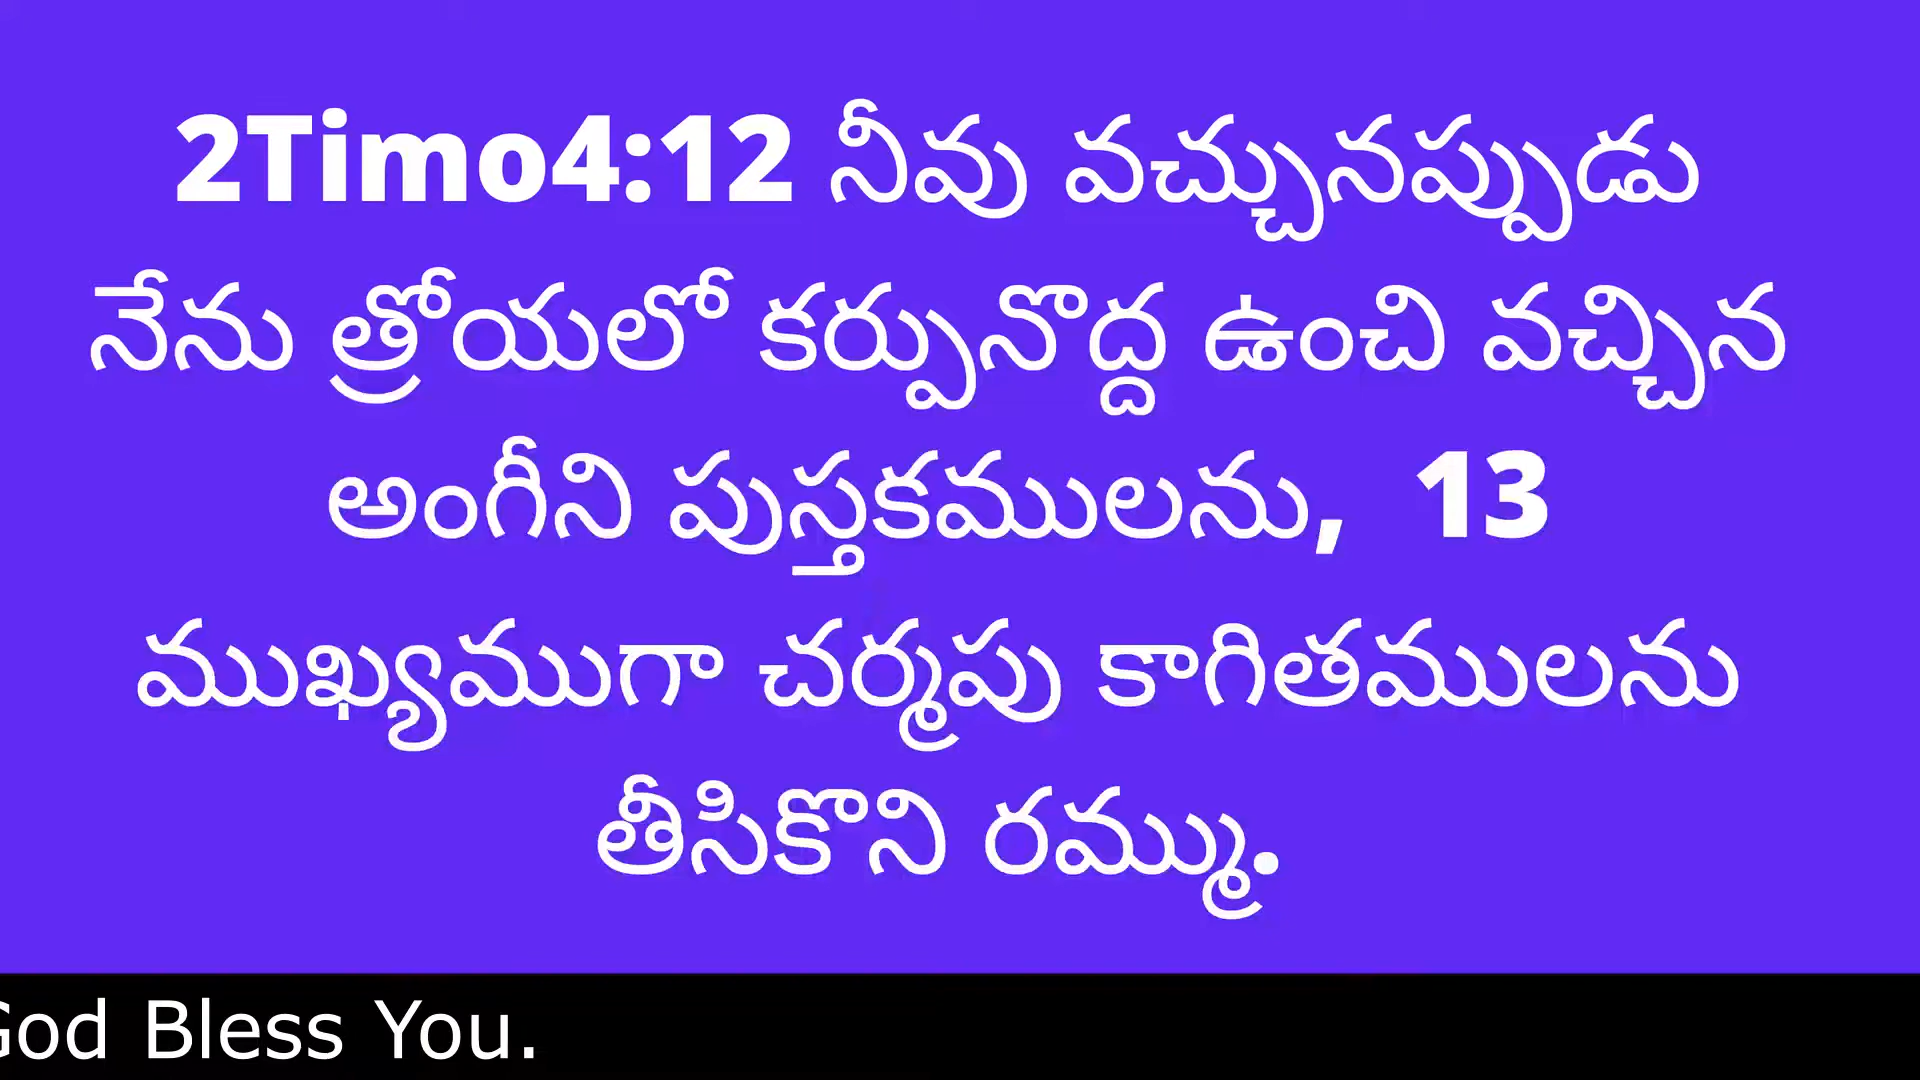 2Timo4:12 నీవు వచ్చునప్పుడు
నేను త్రోయలో కర్పునొద్ద ఉంచి వచ్చిన
అంగీని పుస్తకములను, 13
ముఖ్యముగా చర్మపు కాగితములను
తీసికొని రమ్ము.
God Bless You.